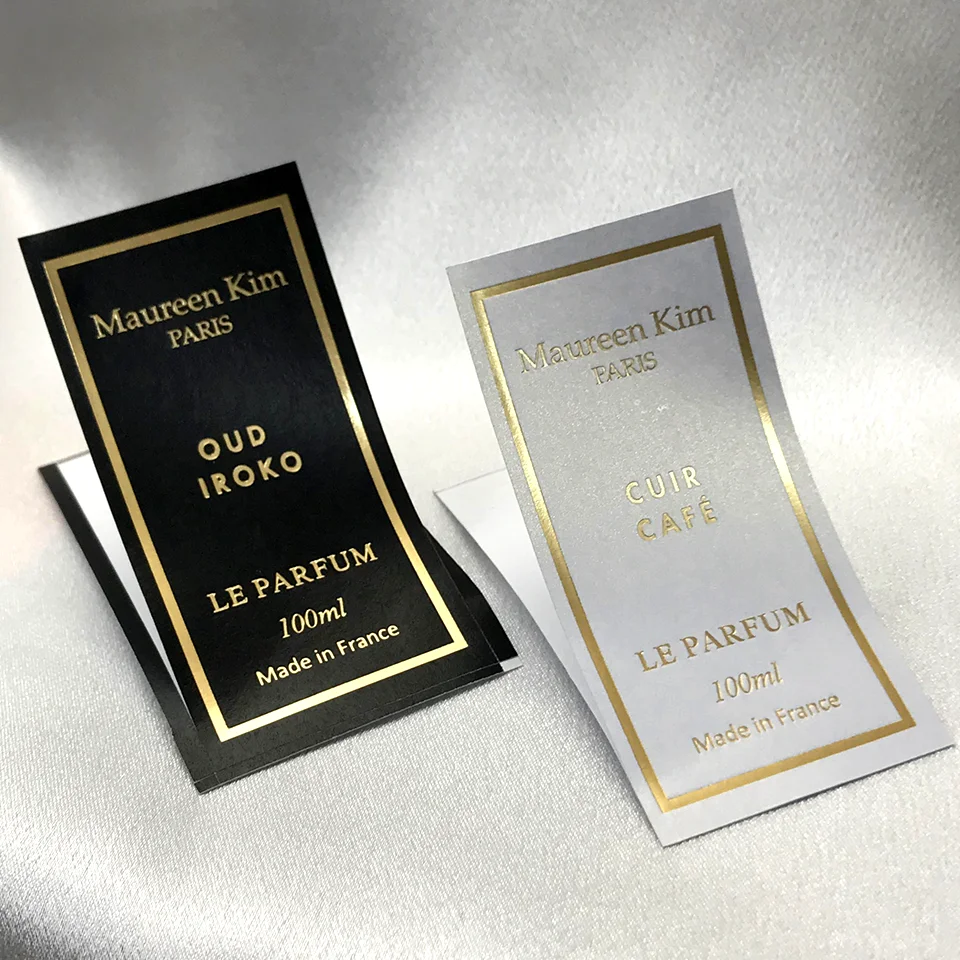 Maureen Kim
PARIS
OUD
IROKO
LE PARFUM
100ml
Made in France
Maureen Kim
PARIS
CUIR
CAFÉ
LE PARFUM
100ml
Made in France